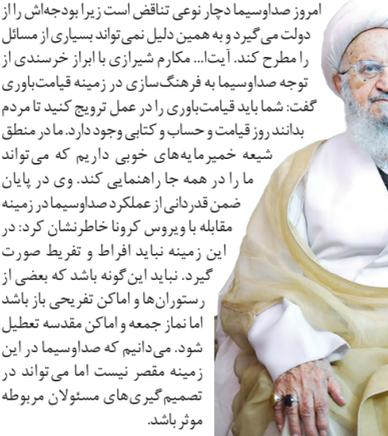 امروز صداوسیما دچار نوعی تناقض است زیرا بودجه‌اش را از
دولت می‌گیرد و به همین دلیل نمی‌تواند بسیاری از مسائل
را مطرح کند. آیت‌ا... مکارم شیرازی با ابراز خرسندی از
توجه صداوسیما به فرهنگ‌سازی در زمینه قیامت‌باوری
گفت: شما باید قیامت‌باوری را در عمل ترویج کنید تا مردم
بدانند روز قیامت و حساب و کتابی وجود دارد. ما در منطق
شیعه خمیرمایه‌های خوبی داریم که می‌تواند
ما را در همه جا راهنمایی کند. وی در پایان
ضمن قدردانی از عملکرد صداوسیما در زمینه
مقابله با ویروس کرونا خاطرنشان کرد: در
این زمینه نباید افراط و تفریط صورت
گیرد. نباید این‌گونه باشد که بعضی از
رستوران‌ها و اماکن تفریحی باز باشد
اما نماز جمعه و اماکن مقدسه تعطیل
شود. می‌دانیم که صداوسیما در این
زمینه مقصر نیست اما می‌تواند در
تصمیم‌گیری‌های مسئولان مربوطه
موثر باشد.